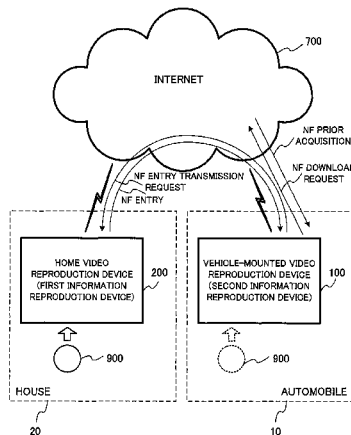 700
INTERNET
NF PRIOR
ACQUISITION
NF ENTRY TRANSMISSION
REQUEST
NF ENTRY
NF DOWNLOAD
REQUEST
HOME VIDEO
REPRODUCTION DEVICE
(FIRST INFORMATION
REPRODUCTION DEVICE)
200
VEHICLE-MOUNTED VIDEO
REPRODUCTION DEVICE
(SECOND INFORMATION
REPRODUCTION DEVICE)
100
900
900
HOUSE
AUTOMOBILE
20
10